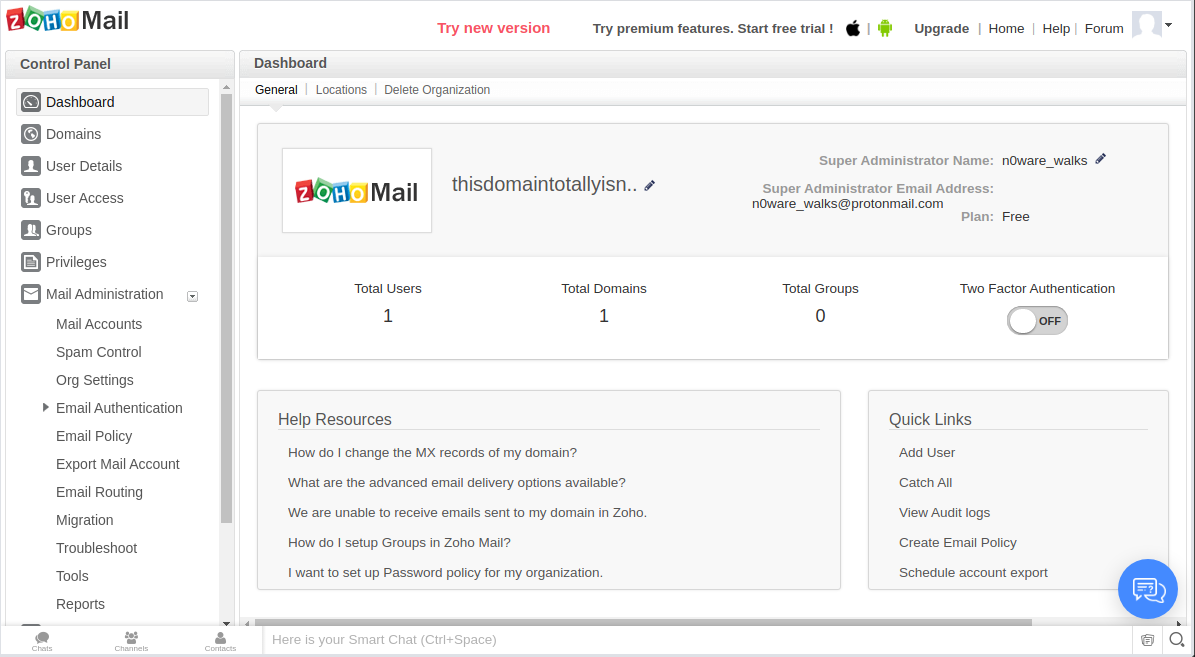 ZOHO Mail
Try new version
Try premium features. Start free trial ! | Upgrade | Home | Help | Forum
Control Panel
Dashboard
Domains
User Details
User Access
Groups
Privileges
Mail Administration
Mail Accounts
Spam Control
Org Settings
Email Authentication
Email Policy
Export Mail Account
Email Routing
Migration
Troubleshoot
Tools
Reports
Dashboard
General | Locations | Delete Organization
ZOHO Mail
thisdomaintotallyisn..
Super Administrator Name: n0ware_walks
Super Administrator Email Address:
n0ware_walks@protonmail.com
Plan: Free
Total Users
1
Total Domains
1
Total Groups
0
Two Factor Authentication
OFF
Help Resources
How do I change the MX records of my domain?
What are the advanced email delivery options available?
We are unable to receive emails sent to my domain in Zoho.
How do I setup Groups in Zoho Mail?
I want to set up Password policy for my organization.
Quick Links
Add User
Catch All
View Audit logs
Create Email Policy
Schedule account export
Chats
Channels
Contacts
Here is your Smart Chat (Ctrl+Space)